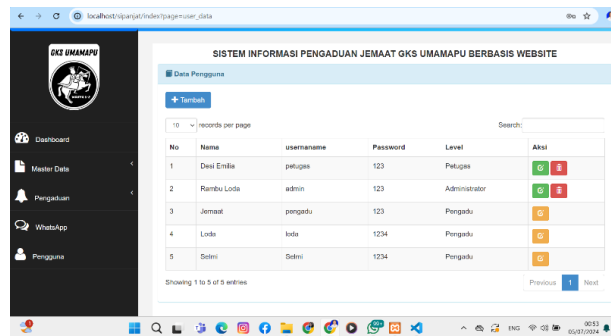 localhost/sipanjat/index?page=user_data
GKS UMAMAPU
SISTEM INFORMASI PENGADUAN JEMAAT GKS UMAMAPU BERBASIS WEBSITE
Data Pengguna
+ Tambah
10 records per page
Search:
Dashboard
Master Data
Pengaduan
WhatsApp
Pengguna
No Nama usernaname Password Level Aksi
1 Desi Emilia petugas 123 Petugas
2 Rambu Loda admin 123 Administrator
3 Jemaat pengadu 123 Pengadu
4 Loda loda 1234 Pengadu
5 Selmi Selmi 1234 Pengadu
Showing 1 to 5 of 5 entries
Previous 1 Next
ENG
00:53
05/07/2024